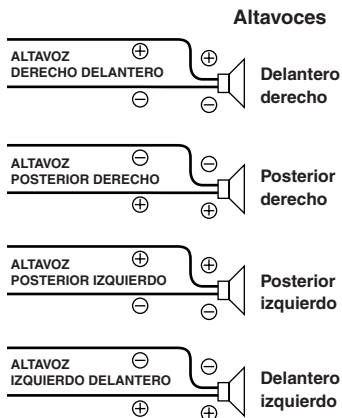 Altavoces
⊕ ⊕
ALTAVOZ
DERECHO DELANTERO
Delantero
derecho
⊖ ⊖
⊖ ⊖
ALTAVOZ
POSTERIOR DERECHO
Posterior
derecho
⊕ ⊕
⊕ ⊕
ALTAVOZ
POSTERIOR IZQUIERDO
Posterior
izquierdo
⊖ ⊖
⊖ ⊖
ALTAVOZ
IZQUIERDO DELANTERO
Delantero
izquierdo
⊕ ⊕